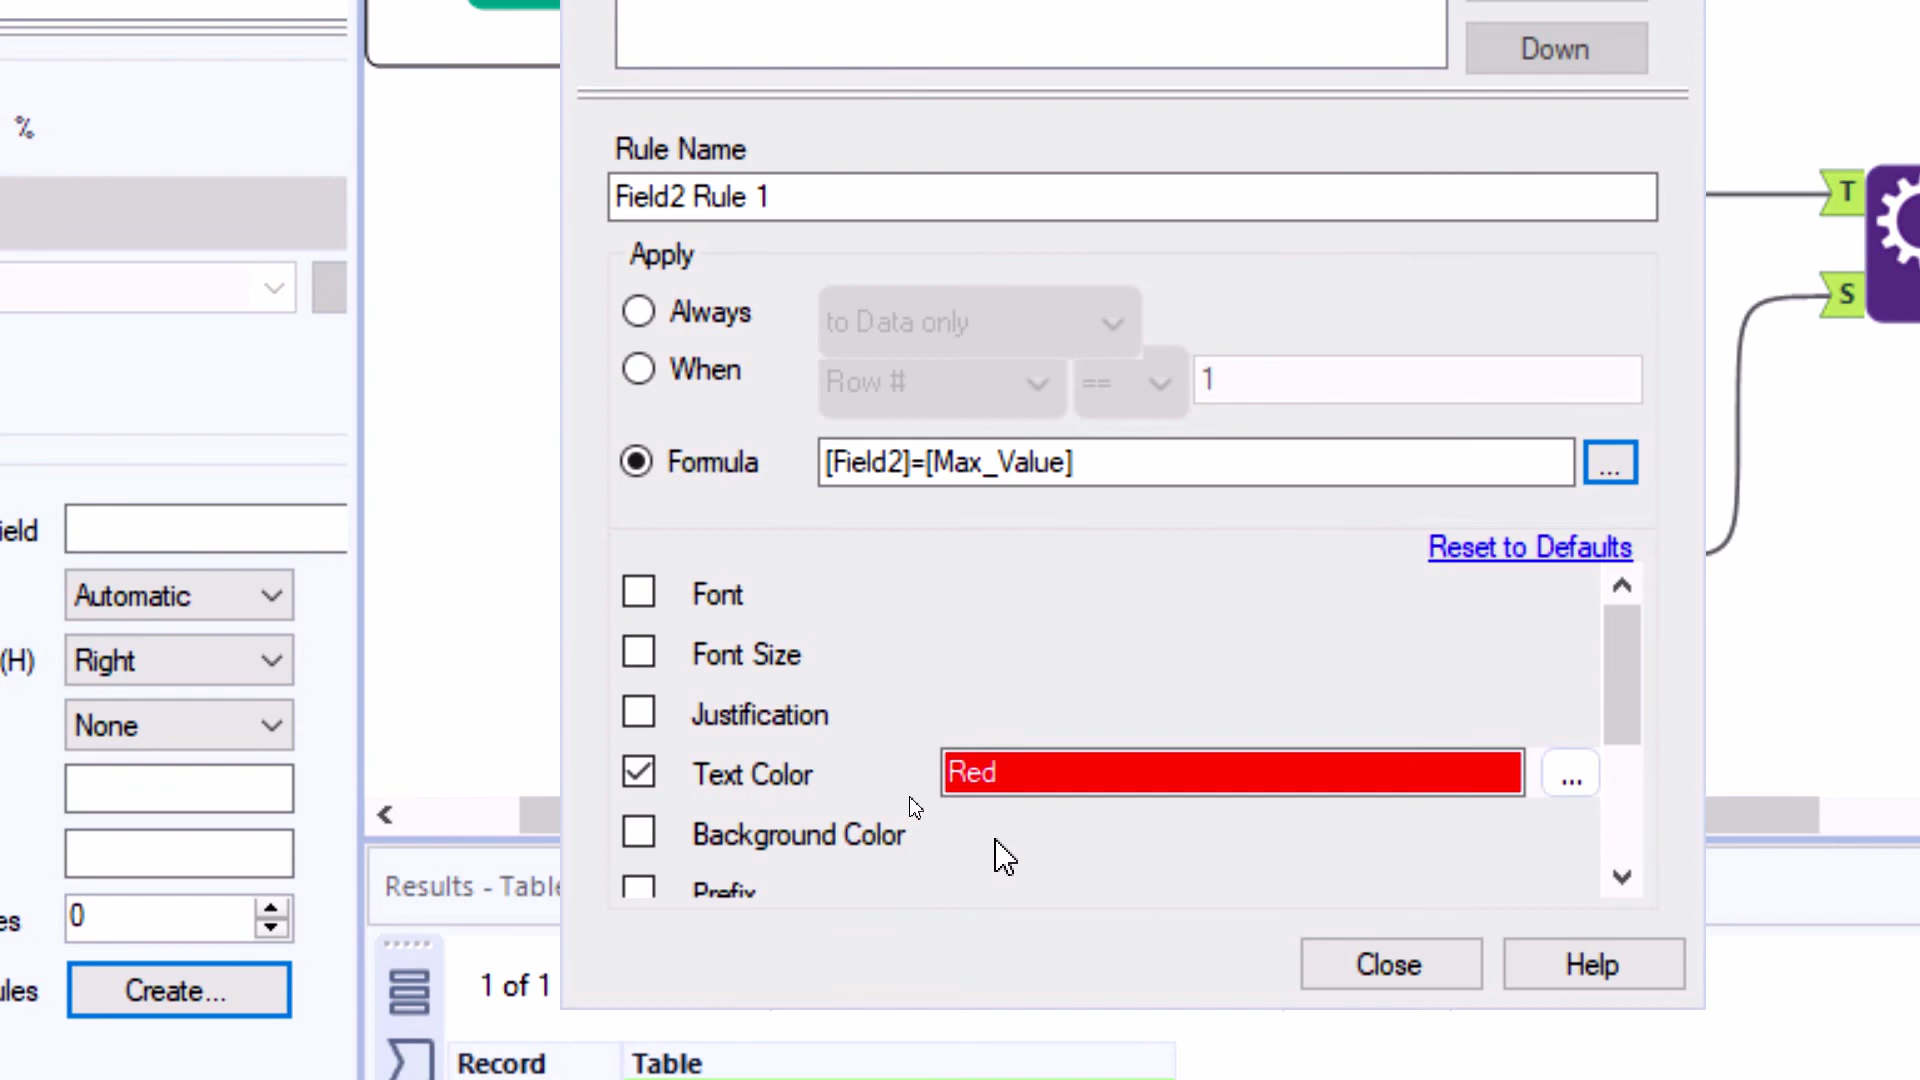 Down
%
Rule Name
Field2 Rule 1
T
Apply
Always
to Data only
S
When
Row #
==
1
Formula
[Field2]=[Max_Value]
...
ield
Reset to Defaults
Automatic
Font
(H)
Right
Font Size
None
Justification
Text Color
Red
...
Background Color
Prefix
Results - Table
es
0
ules
Create...
Close
Help
1 of 1
Record
Table